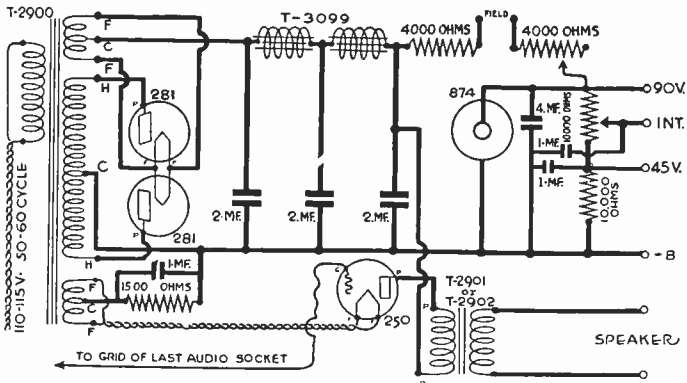 T-2900
110-115V- 50-60 CYCLE
F
C
F
H
C
H
F
C
F
281
P
F
F
P
281
T-3099
2-MF.
2-MF.
2-MF.
4000 OHMS
FIELD
4000 OHMS
874
4-MF.
10000 OHMS
1-MF.
1-MF.
10,000 OHMS
90V.
INT.
45V.
-B
1-MF.
1500 OHMS
G
P
F
F
250
TO GRID OF LAST AUDIO SOCKET
T-2901
or
T-2902
P
B
SPEAKER